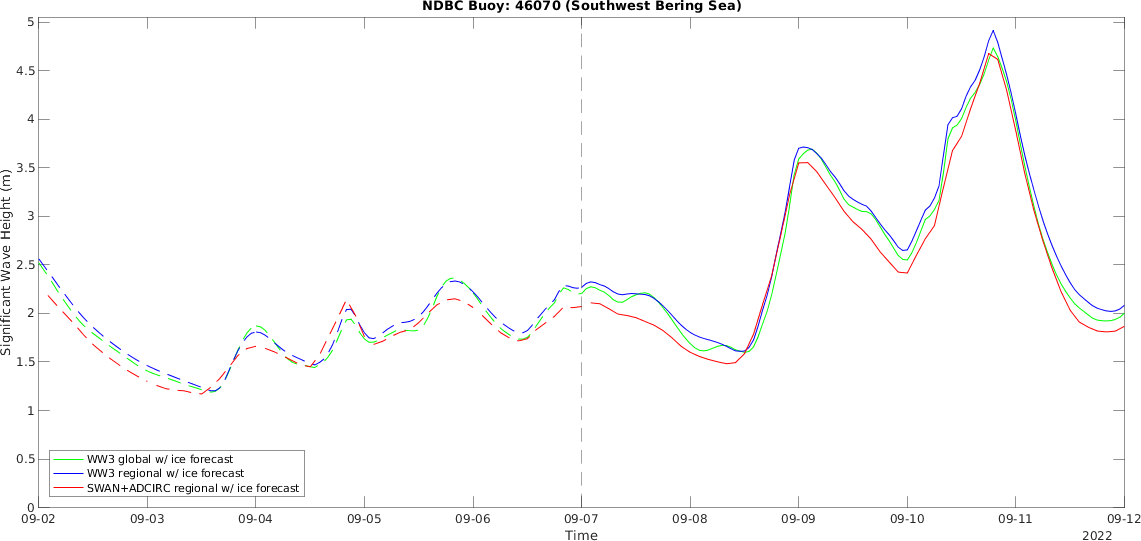 NDBC Buoy: 46070 (Southwest Bering Sea)
Significant Wave Height (m)
5
4.5
4
3.5
3
2.5
2
1.5
1
0.5
0
WW3 global w/ ice forecast
WW3 regional w/ ice forecast
SWAN+ADCIRC regional w/ ice forecast
09-02 09-03 09-04 09-05 09-06 09-07 09-08 09-09 09-10 09-11 09-12
Time
2022